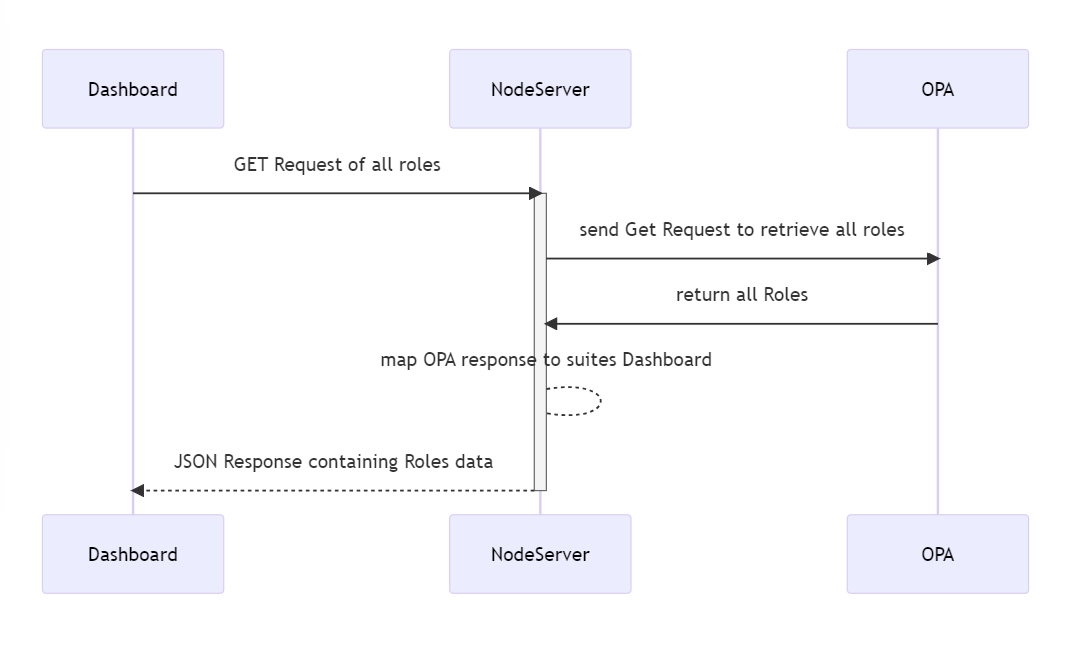 Dashboard
NodeServer
OPA
GET Request of all roles
send Get Request to retrieve all roles
return all Roles
map OPA response to suites Dashboard
JSON Response containing Roles data
Dashboard
NodeServer
OPA